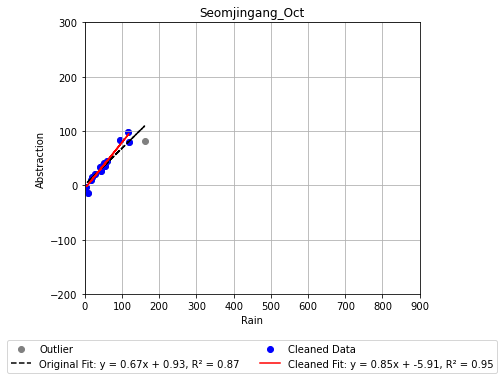 Seomjingang_Oct
300
200
100
0
−100
−200
Abstraction
0 100 200 300 400 500 600 700 800 900
Rain
Outlier Cleaned Data
Original Fit: y = 0.67x + 0.93, R² = 0.87 Cleaned Fit: y = 0.85x + -5.91, R² = 0.95